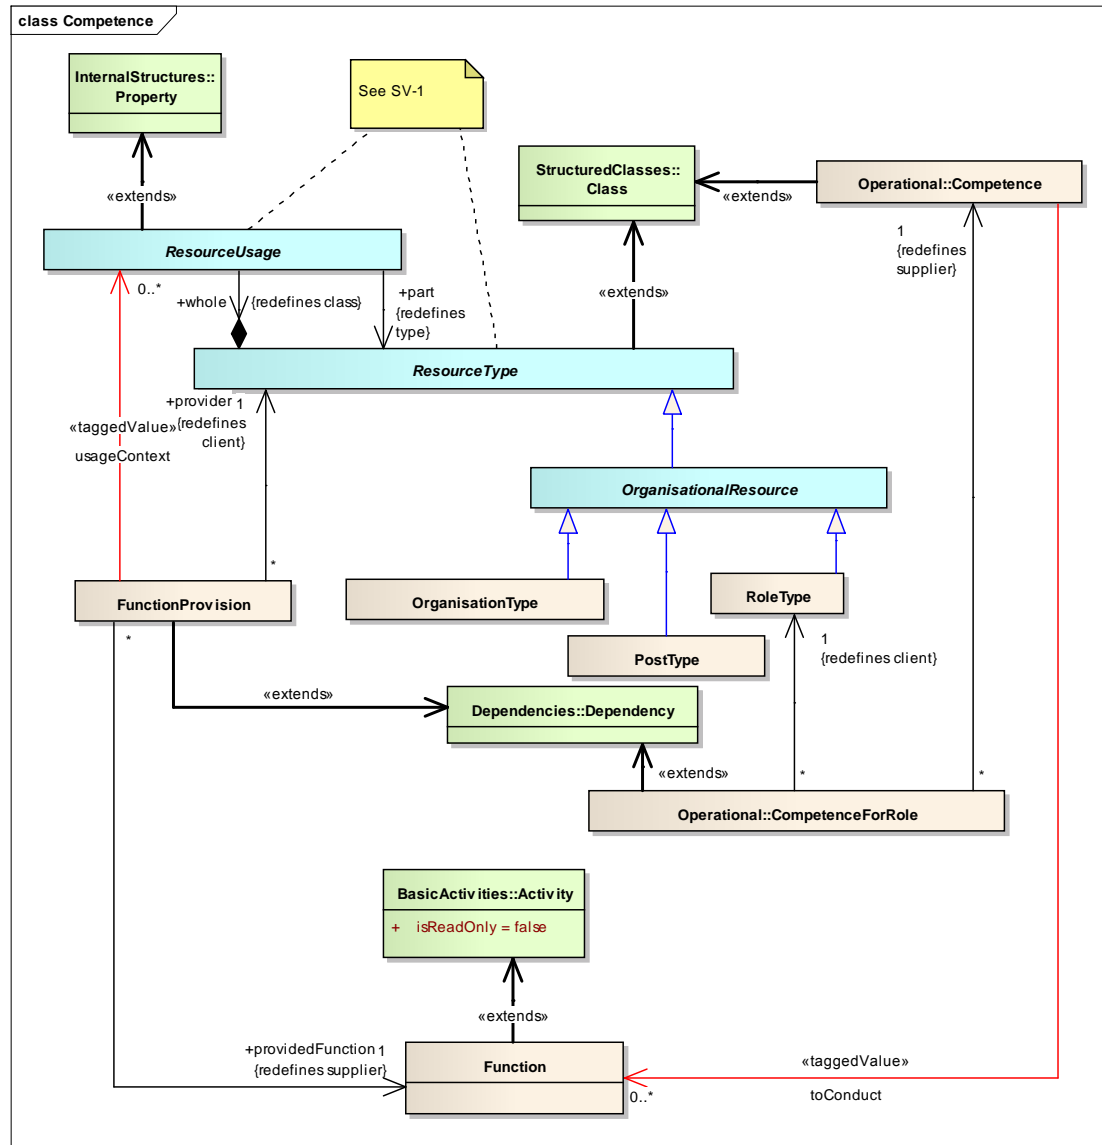 class Competence
InternalStructures::
Property
See SV-1
StructuredClasses::
Class
Operational::Competence
«extends»
«extends»
1
{redefines
supplier}
ResourceUsage
«extends»
0..*
+whole
{redefines class}
+part
{redefines
type}
ResourceType
+provider
1
{redefines
client}
«taggedValue»
usageContext
OrganisationalResource
*
FunctionProvision
OrganisationType
RoleType
*
1
{redefines client}
PostType
«extends»
Dependencies::Dependency
«extends»
*
*
Operational::CompetenceForRole
BasicActivities::Activity
+ isReadOnly = false
«extends»
+providedFunction
1
{redefines supplier}
Function
«taggedValue»
0..*
toConduct